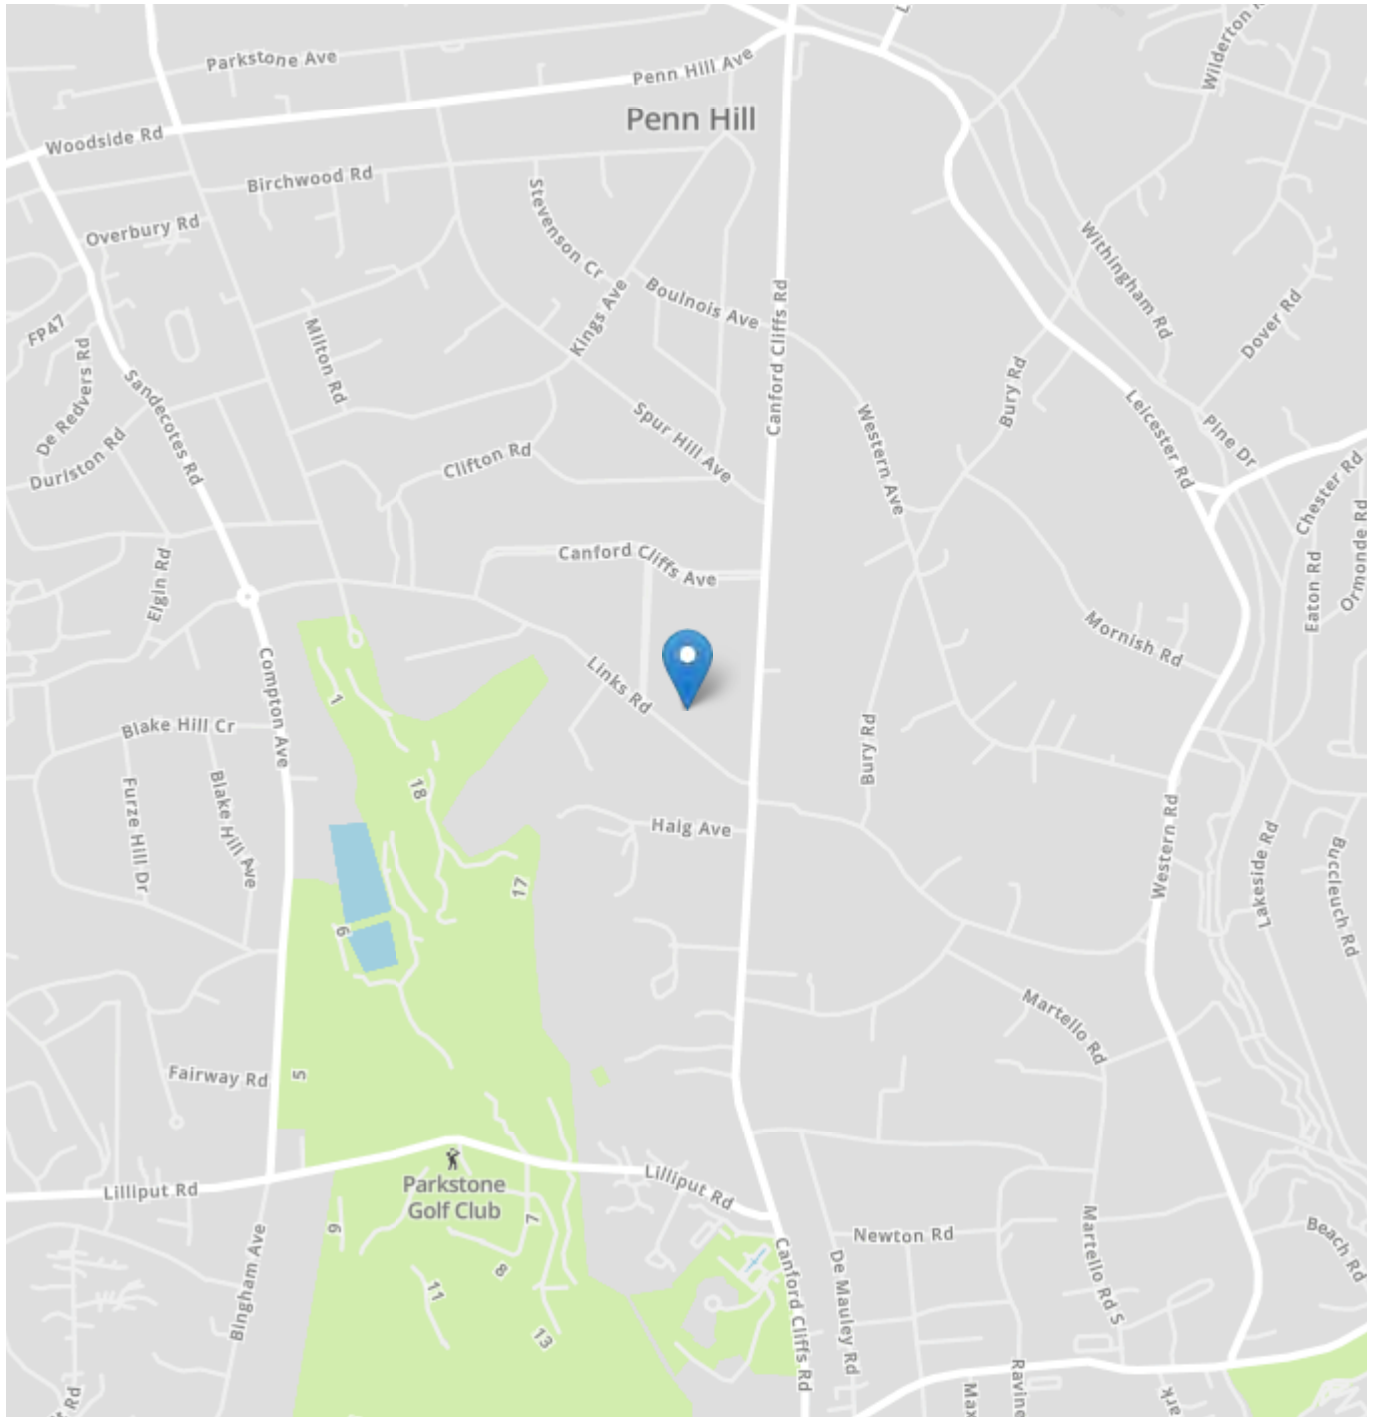 Parkstone Ave
Penn Hill Ave
Wilderton
Penn Hill
Woodside Rd
Birchwood Rd
Stevenson Cr
Overbury Rd
Withingham Rd
Kings Ave
Boulnois Ave
Canford Cliffs Rd
Dover Rd
FP47
Milton Rd
De Redvers Rd
Bury Rd
Sandecotes Rd
Spur Hill Ave
Western Ave
Leicester Rd
Pine Dr
Durlston Rd
Clifton Rd
Chester Rd
Ormonde Rd
Canford Cliffs Ave
Elgin Rd
Eaton Rd
Mornish Rd
Links Rd
Compton Ave
1
Blake Hill Cr
Bury Rd
Furze Hill Dr
Blake Hill Ave
18
Haig Ave
Western Rd
Lakeside Rd
Buccleuch Rd
17
6
Martello Rd
Fairway Rd
5
Lilliput Rd
Lilliput Rd
Parkstone
Golf Club
9
7
Newton Rd
Martello Rd S
Beach Rd
Bingham Ave
8
11
13
Canford Cliffs Rd
De Mauley Rd
Ravine
Rd